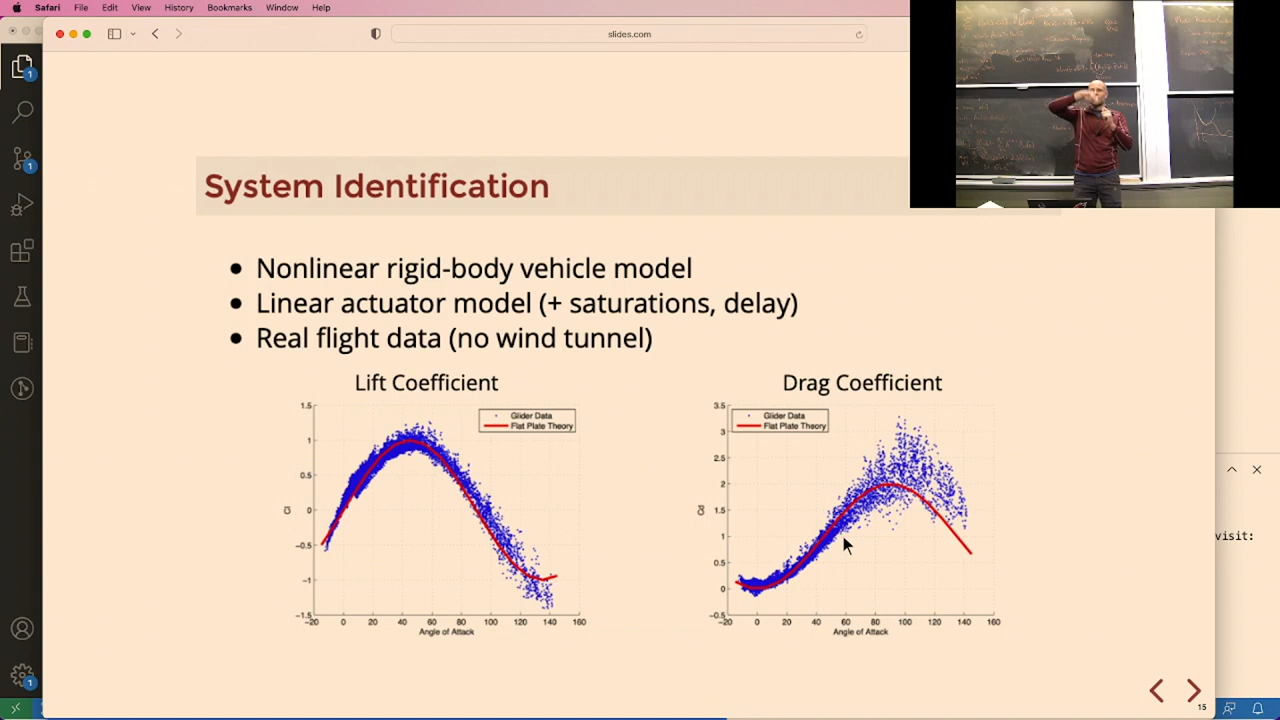 Safari File Edit View History Bookmarks Window Help
slides.com
1
1
System Identification
• Nonlinear rigid-body vehicle model
• Linear actuator model (+ saturations, delay)
• Real flight data (no wind tunnel)
Lift Coefficient
Glider Data
Flat Plate Theory
1.5
1
0.5
0
−0.5
−1
−1.5
Cl
−20 0 20 40 60 80 100 120 140 160
Angle of Attack
Drag Coefficient
Glider Data
Flat Plate Theory
3.5
3
2.5
2
1.5
1
0.5
0
−0.5
Cd
−20 0 20 40 60 80 100 120 140 160
Angle of Attack
visit:
1
15